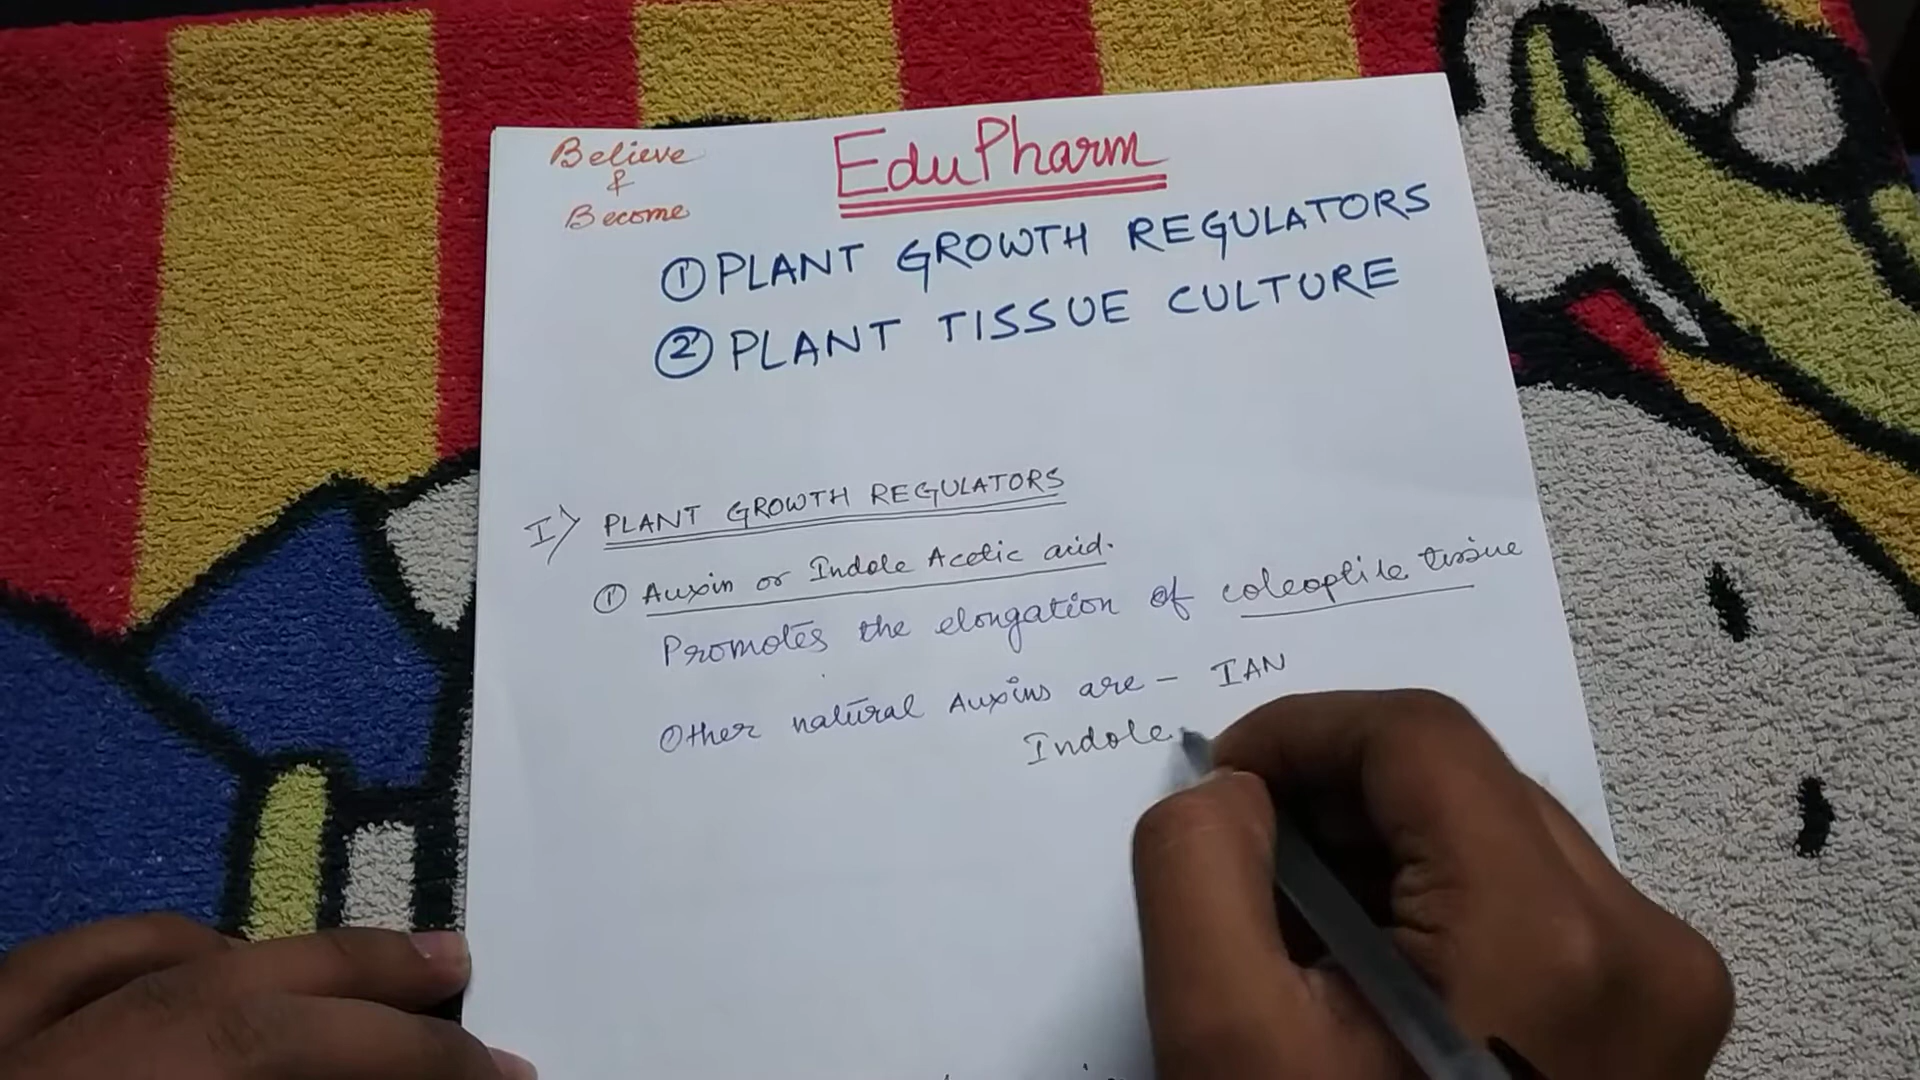 Believe
&
Become
EduPharm
① PLANT GROWTH REGULATORS
② PLANT TISSUE CULTURE
I> PLANT GROWTH REGULATORS
① Auxin or Indole Acetic acid.
Promotes the elongation of coleoptile tissue
Other natural Auxins are - IAN
Indole